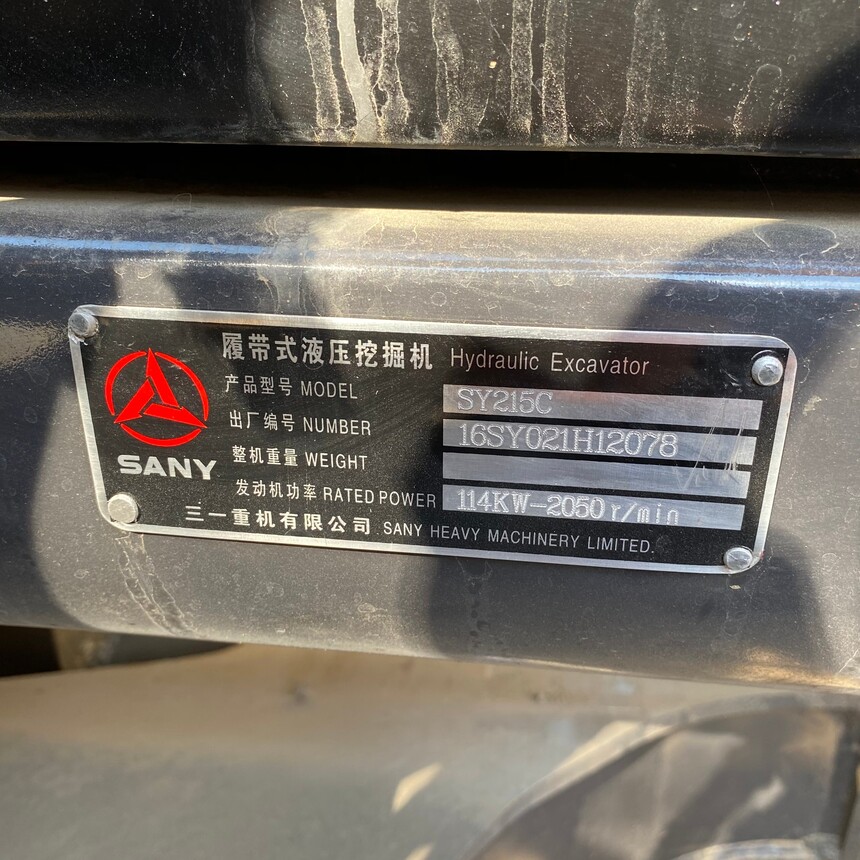 履带式液压挖掘机 Hydraulic Excavator
产品型号 MODEL SY215C
出厂编号 NUMBER 16SY021H12078
整机重量 WEIGHT
发动机功率 RATED POWER 114KW-2050r/min
SANY
三一重机有限公司 SANY HEAVY MACHINERY LIMITED.